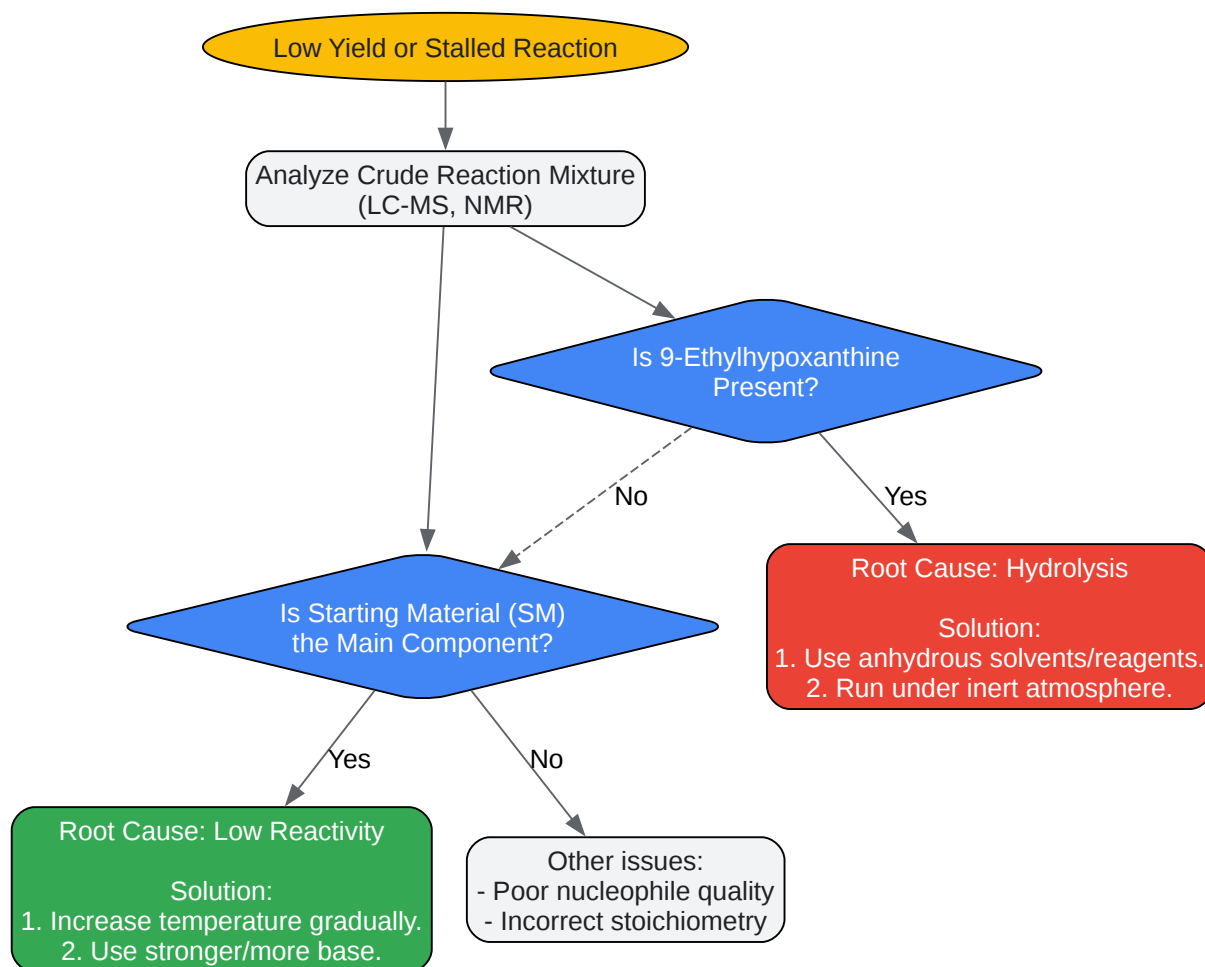 Low Yield or Stalled Reaction
Analyze Crude Reaction Mixture
(LC-MS, NMR)
Is 9-Ethylhypoxanthine
Present?
No
Yes
Is Starting Material (SM)
the Main Component?
Root Cause: Hydrolysis
Solution:
1. Use anhydrous solvents/reagents.
2. Run under inert atmosphere.
Yes
No
Root Cause: Low Reactivity
Solution:
1. Increase temperature gradually.
2. Use stronger/more base.
Other issues:
- Poor nucleophile quality
- Incorrect stoichiometry